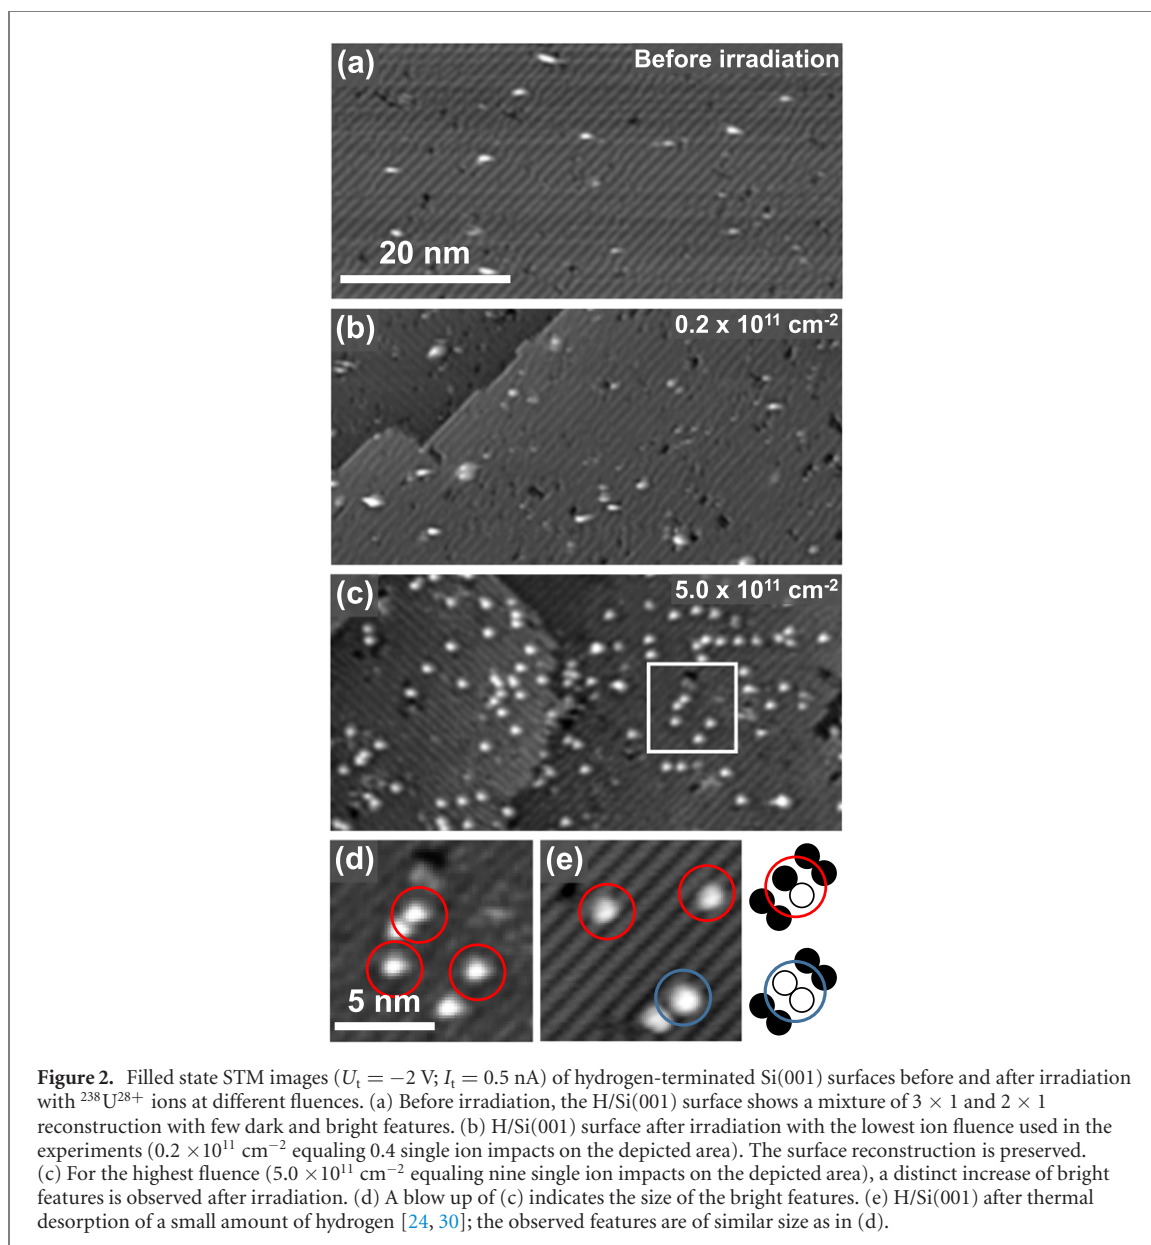 (a)
Before irradiation
20 nm
(b)
0.2 x 10¹¹ cm⁻²
(c)
5.0 x 10¹¹ cm⁻²
(d)
5 nm
(e)
Figure 2. Filled state STM images (Uₜ = −2 V; Iₜ = 0.5 nA) of hydrogen-terminated Si(001) surfaces before and after irradiation
with ²³⁸U²⁸⁺ ions at different fluences. (a) Before irradiation, the H/Si(001) surface shows a mixture of 3 × 1 and 2 × 1
reconstruction with few dark and bright features. (b) H/Si(001) surface after irradiation with the lowest ion fluence used in the
experiments (0.2 ×10¹¹ cm⁻² equaling 0.4 single ion impacts on the depicted area). The surface reconstruction is preserved.
(c) For the highest fluence (5.0 ×10¹¹ cm⁻² equaling nine single ion impacts on the depicted area), a distinct increase of bright
features is observed after irradiation. (d) A blow up of (c) indicates the size of the bright features. (e) H/Si(001) after thermal
desorption of a small amount of hydrogen [24, 30]; the observed features are of similar size as in (d).